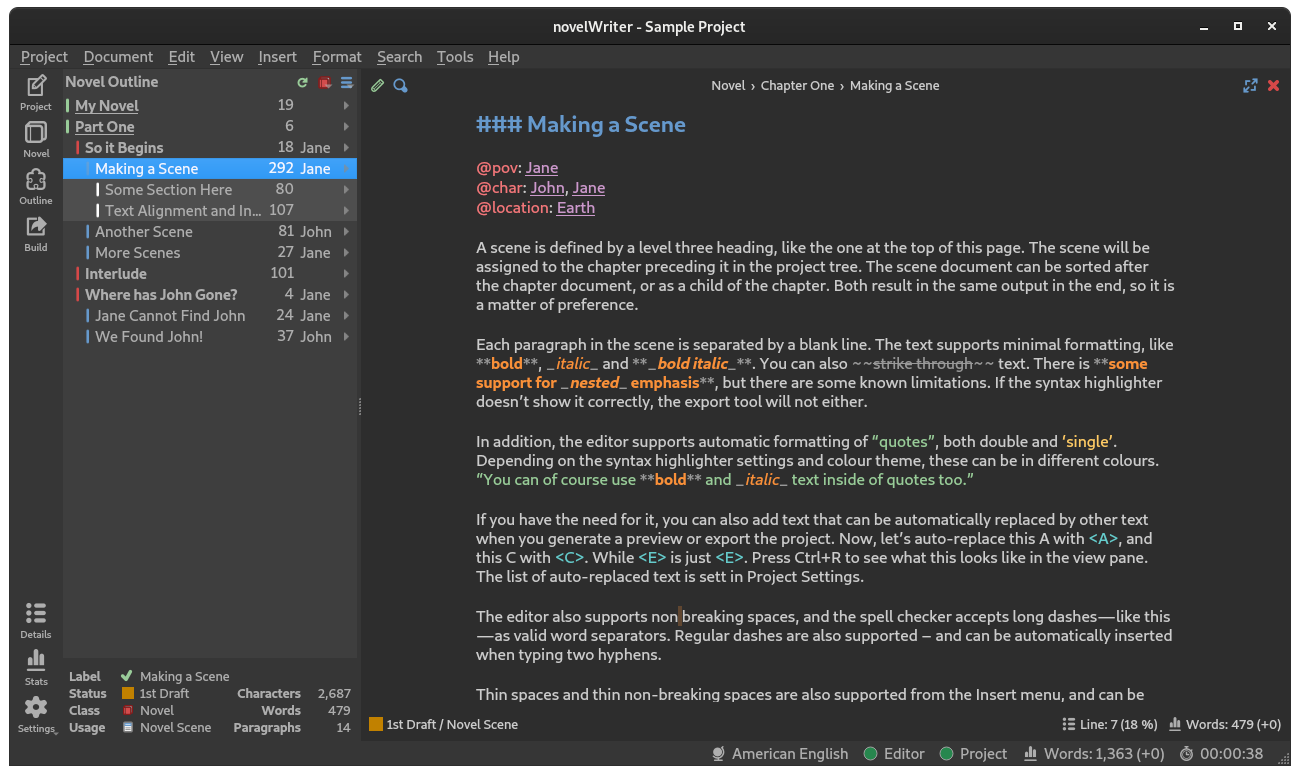 novelWriter - Sample Project
Project Document Edit View Insert Format Search Tools Help
Project
Novel
Outline
Build
Details
Stats
Settings
Novel Outline
My Novel 19
Part One 6
So it Begins 18 Jane
Making a Scene 292 Jane
Some Section Here 80
Text Alignment and In... 107
Another Scene 81 John
More Scenes 27 Jane
Interlude 101
Where has John Gone? 4 Jane
Jane Cannot Find John 24 Jane
We Found John! 37 John
Label Making a Scene
Status 1st Draft Characters 2,687
Class Novel Words 479
Usage Novel Scene Paragraphs 14
Novel › Chapter One › Making a Scene
### Making a Scene
@pov: Jane
@char: John, Jane
@location: Earth
A scene is defined by a level three heading, like the one at the top of this page. The scene will be
assigned to the chapter preceding it in the project tree. The scene document can be sorted after
the chapter document, or as a child of the chapter. Both result in the same output in the end, so it is
a matter of preference.
Each paragraph in the scene is separated by a blank line. The text supports minimal formatting, like
**bold**, _italic_ and **_bold italic_**. You can also ~~strike through~~ text. There is **some
support for _nested_ emphasis**, but there are some known limitations. If the syntax highlighter
doesn’t show it correctly, the export tool will not either.
In addition, the editor supports automatic formatting of “quotes”, both double and ‘single’.
Depending on the syntax highlighter settings and colour theme, these can be in different colours.
“You can of course use **bold** and _italic_ text inside of quotes too.”
If you have the need for it, you can also add text that can be automatically replaced by other text
when you generate a preview or export the project. Now, let’s auto-replace this A with <A>, and
this C with <C>. While <E> is just <E>. Press Ctrl+R to see what this looks like in the view pane.
The list of auto-replaced text is sett in Project Settings.
The editor also supports non breaking spaces, and the spell checker accepts long dashes—like this
—as valid word separators. Regular dashes are also supported – and can be automatically inserted
when typing two hyphens.
Thin spaces and thin non-breaking spaces are also supported from the Insert menu, and can be
1st Draft / Novel Scene
Line: 7 (18 %) Words: 479 (+0)
American English Editor Project Words: 1,363 (+0) 00:00:38